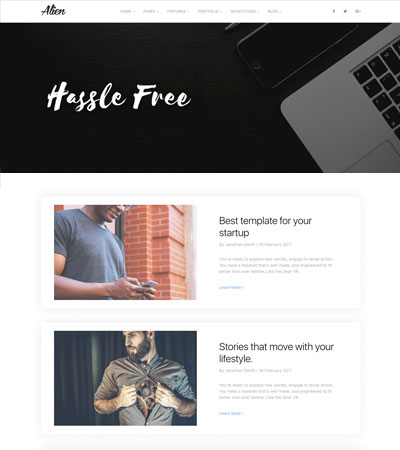 Alien
HOME PAGES FEATURES PORTFOLIO SHORTCODES BLOG
Hassle Free
Best template for your
startup
By Jonathan Smith / 18 February 2017
You're ready to explore new worlds, engage in tense action.
You need a headset that's well made, and engineered to fit
better than ever before. Like the Gear VR.
Learn More
Stories that move with your
lifestyle.
By Jonathan Smith / 18 February 2017
You're ready to explore new worlds, engage in tense action.
You need a headset that's well made, and engineered to fit
better than ever before. Like the Gear VR.
Learn More